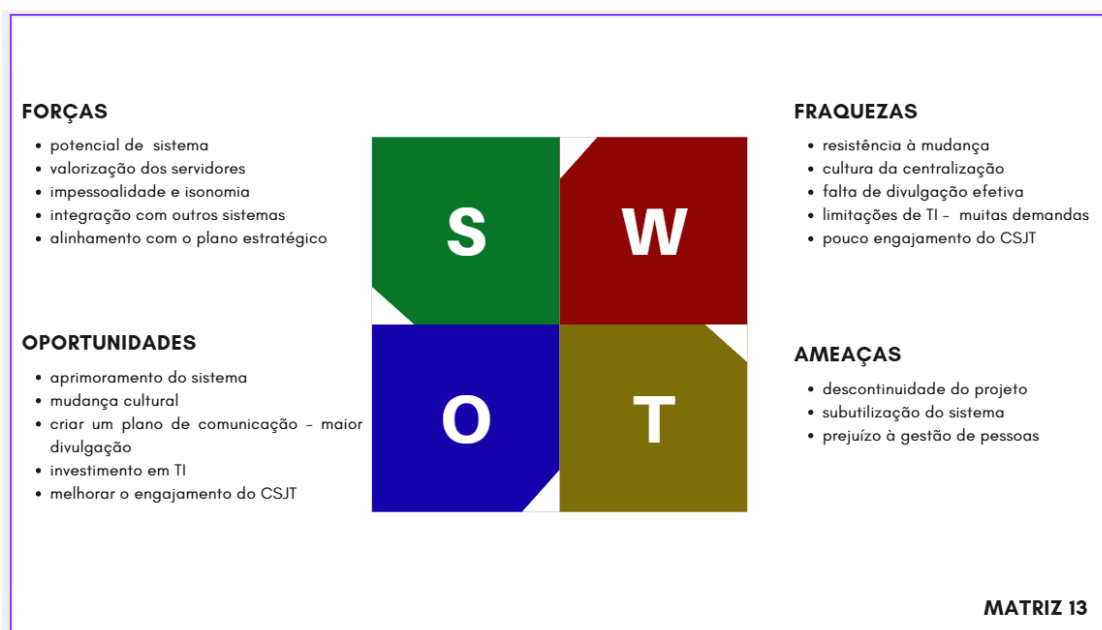 FORÇAS
• potencial de sistema
• valorização dos servidores
• impessoalidade e isonomia
• integração com outros sistemas
• alinhamento com o plano estratégico
OPORTUNIDADES
• aprimoramento do sistema
• mudança cultural
• criar um plano de comunicação - maior
divulgação
• investimento em TI
• melhorar o engajamento do CSJT
S
W
O
T
FRAQUEZAS
• resistência à mudança
• cultura da centralização
• falta de divulgação efetiva
• limitações de TI - muitas demandas
• pouco engajamento do CSJT
AMEAÇAS
• descontinuidade do projeto
• subutilização do sistema
• prejuízo à gestão de pessoas
MATRIZ 13